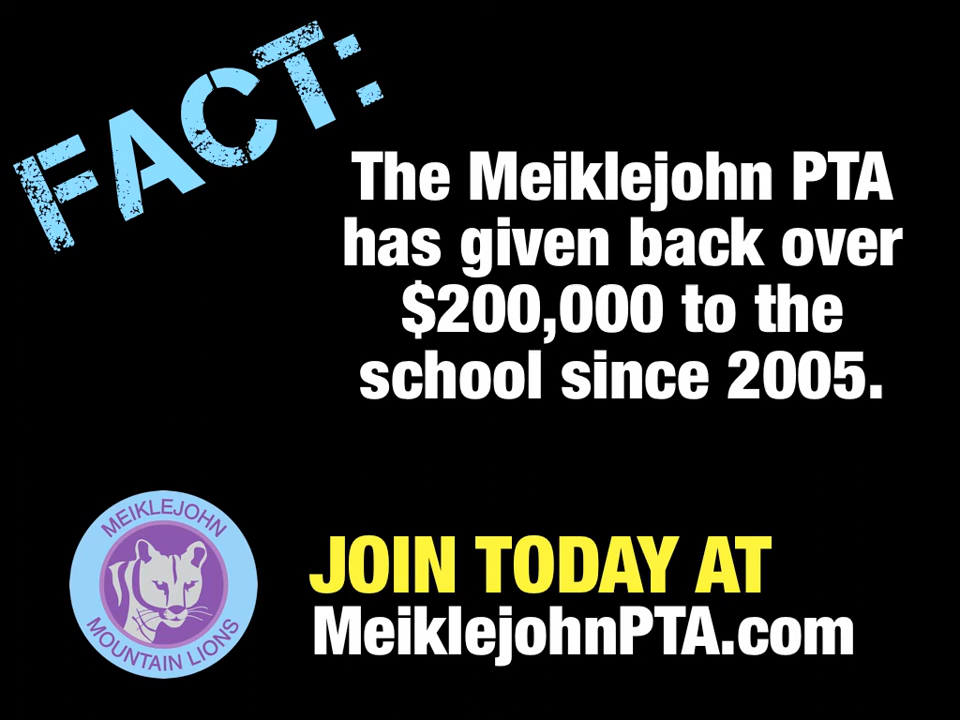 FACT:
The Meiklejohn PTA
has given back over
$200,000 to the
school since 2005.
MEIKLEJOHN
MOUNTAIN LIONS
JOIN TODAY AT
MeiklejohnPTA.com